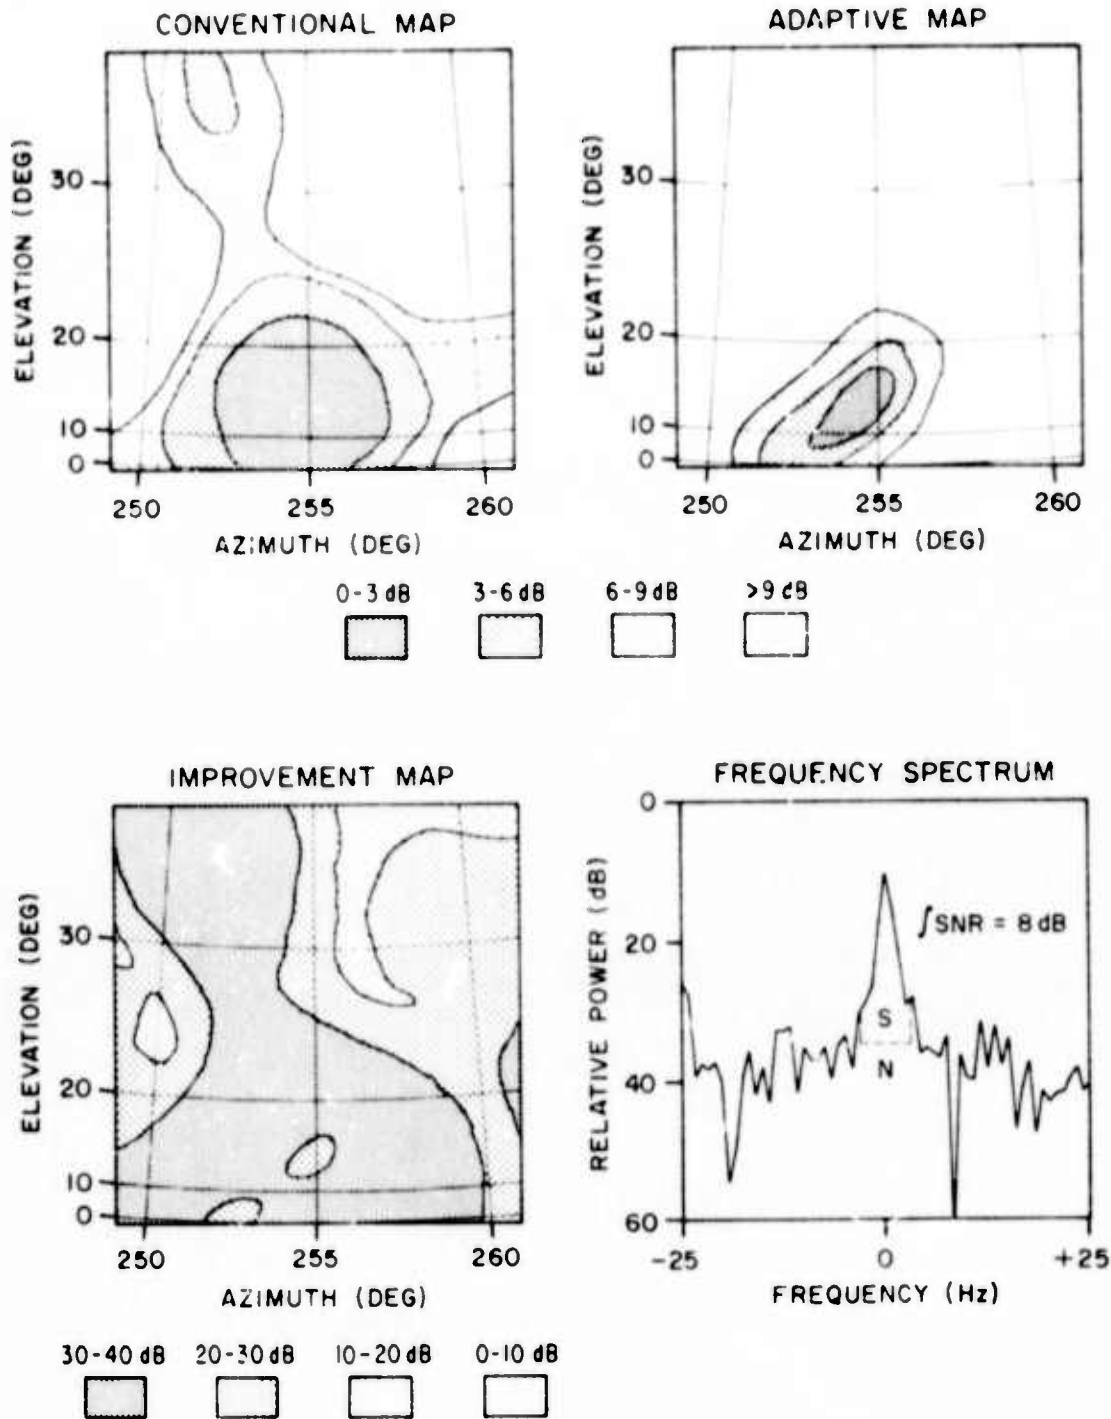 CONVENTIONAL MAP
ELEVATION (DEG)
30
20
10
0
250
255
260
AZIMUTH (DEG)
ADAPTIVE MAP
ELEVATION (DEG)
30
20
10
0
250
255
260
AZIMUTH (DEG)
0-3 dB
3-6 dB
6-9 dB
>9 dB
IMPROVEMENT MAP
ELEVATION (DEG)
30
20
10
0
250
255
260
AZIMUTH (DEG)
FREQUENCY SPECTRUM
RELATIVE POWER (dB)
0
20
40
60
∫SNR = 8 dB
S
N
-25
0
+25
FREQUENCY (Hz)
30-40 dB
20-30 dB
10-20 dB
0-10 dB